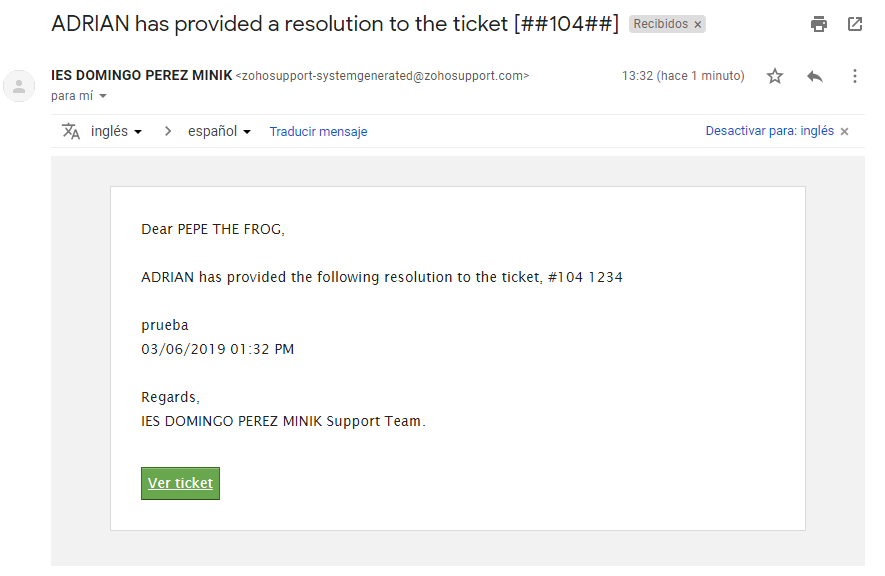 ADRIAN has provided a resolution to the ticket [##104##] Recibidos ×
IES DOMINGO PEREZ MINIK <zohosupport-systemgenerated@zohosupport.com> 13:32 (hace 1 minuto)
para mí
inglés > español Traducir mensaje Desactivar para: inglés ×
Dear PEPE THE FROG,
ADRIAN has provided the following resolution to the ticket, #104 1234
prueba
03/06/2019 01:32 PM
Regards,
IES DOMINGO PEREZ MINIK Support Team.
Ver ticket